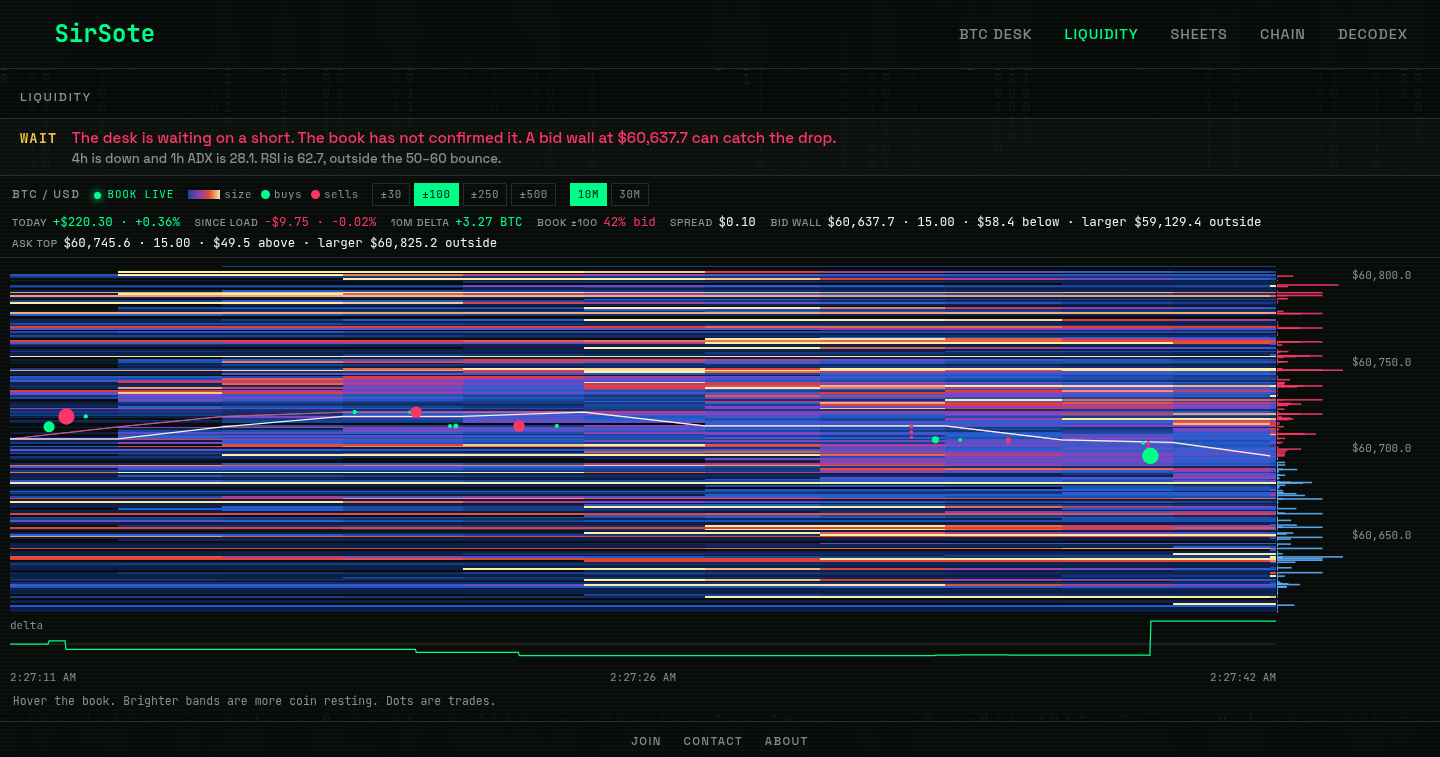 SirSote
BTC DESK LIQUIDITY SHEETS CHAIN DECODEX
LIQUIDITY
WAIT The desk is waiting on a short. The book has not confirmed it. A bid wall at $60,637.7 can catch the drop.
4h is down and 1h ADX is 28.1. RSI is 62.7, outside the 50–60 bounce.
BTC / USD BOOK LIVE size buys sells ±30 ±100 ±250 ±500 10M 30M
TODAY +$220.30 · +0.36% SINCE LOAD -$9.75 · -0.02% 10M DELTA +3.27 BTC BOOK ±100 42% bid SPREAD $0.10 BID WALL $60,637.7 · 15.00 · $58.4 below · larger $59,129.4 outside
ASK TOP $60,745.6 · 15.00 · $49.5 above · larger $60,825.2 outside
$60,800.0
$60,750.0
$60,700.0
$60,650.0
delta
2:27:11 AM 2:27:26 AM 2:27:42 AM
Hover the book. Brighter bands are more coin resting. Dots are trades.
JOIN CONTACT ABOUT